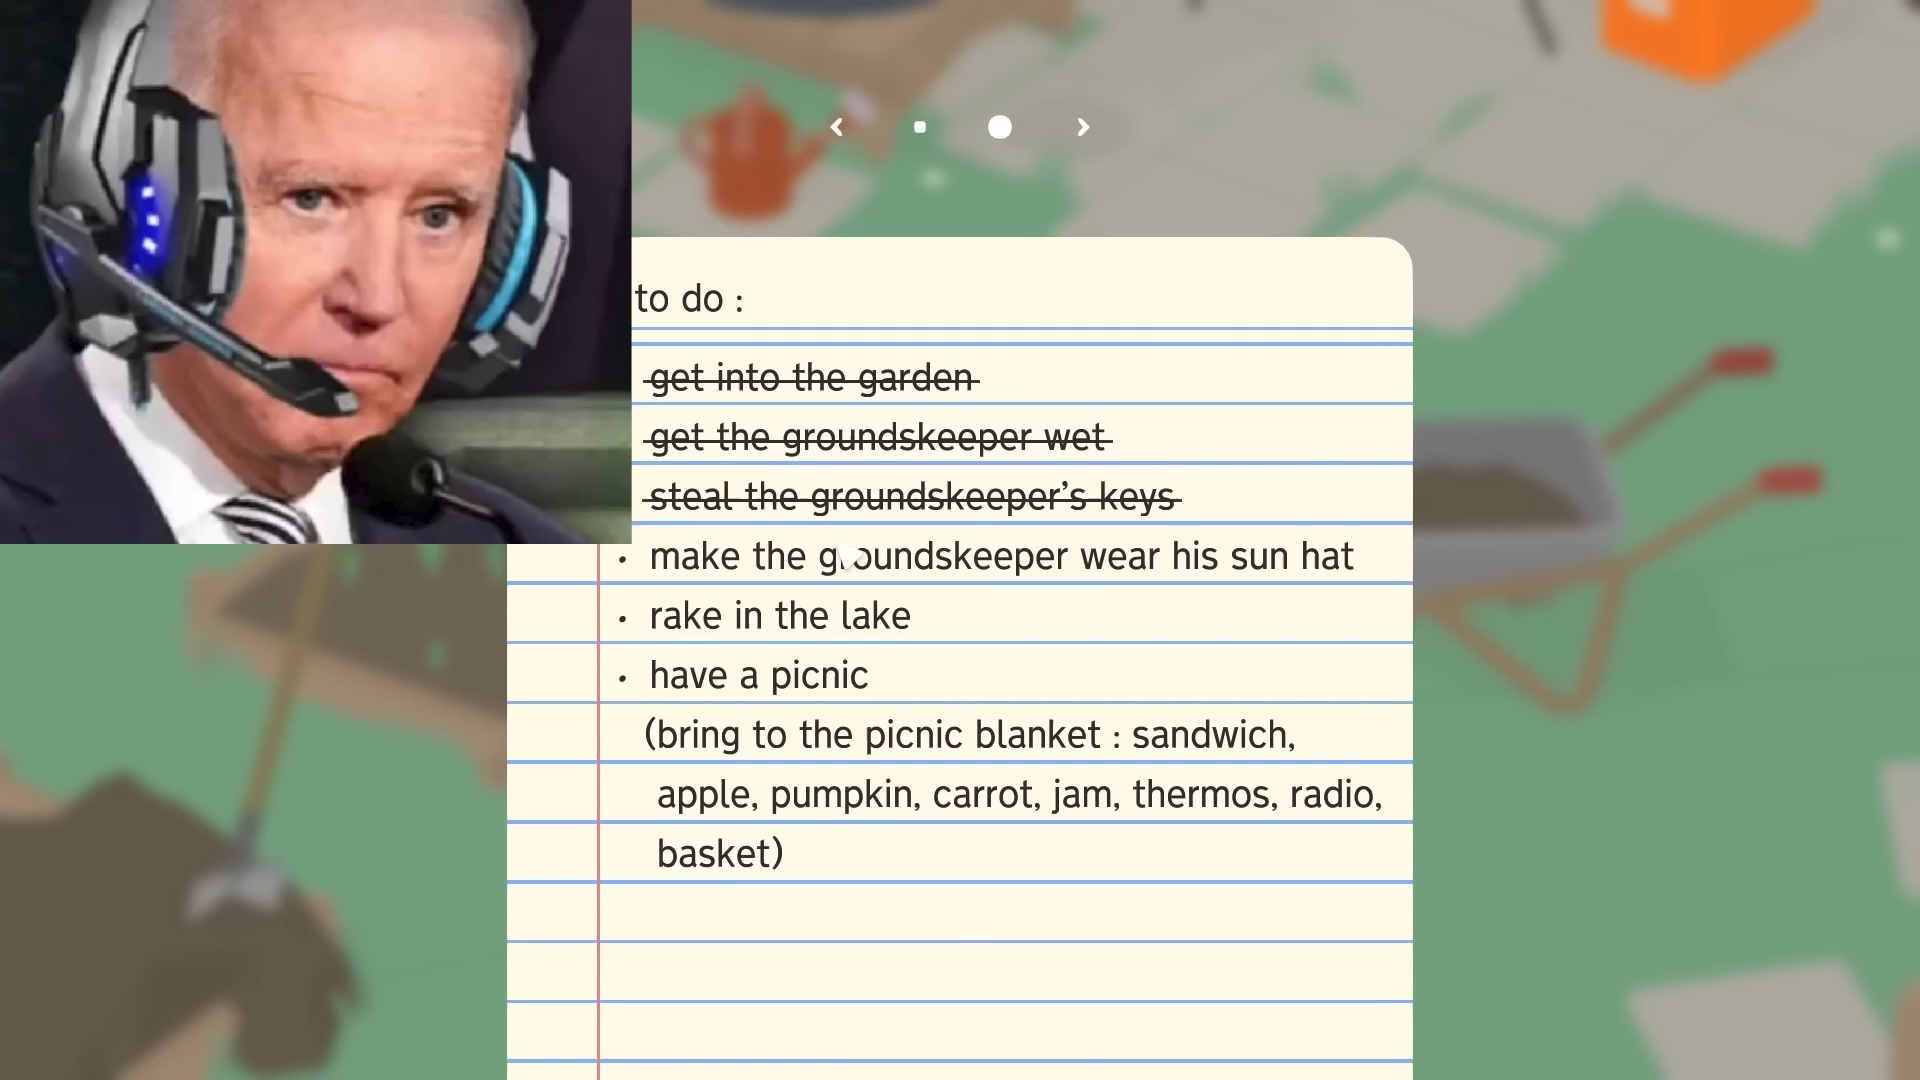 to do :
get into the garden
get the groundskeeper wet
steal the groundskeeper's keys
• make the groundskeeper wear his sun hat
• rake in the lake
• have a picnic
(bring to the picnic blanket : sandwich,
apple, pumpkin, carrot, jam, thermos, radio,
basket)